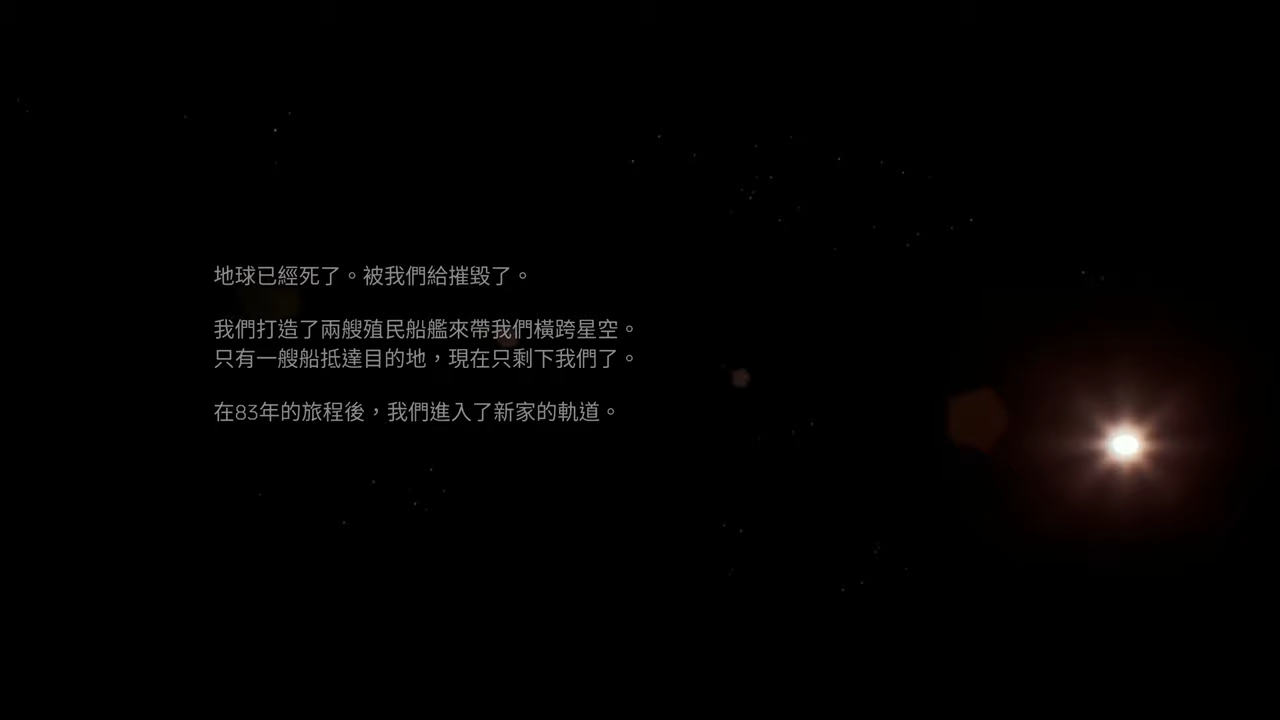 地球已經死了。被我們給摧毀了。
我們打造了兩艘殖民船艦來帶我們橫跨星空。
只有一艘船抵達目的地，現在只剩下我們了。
在83年的旅程後，我們進入了新家的軌道。